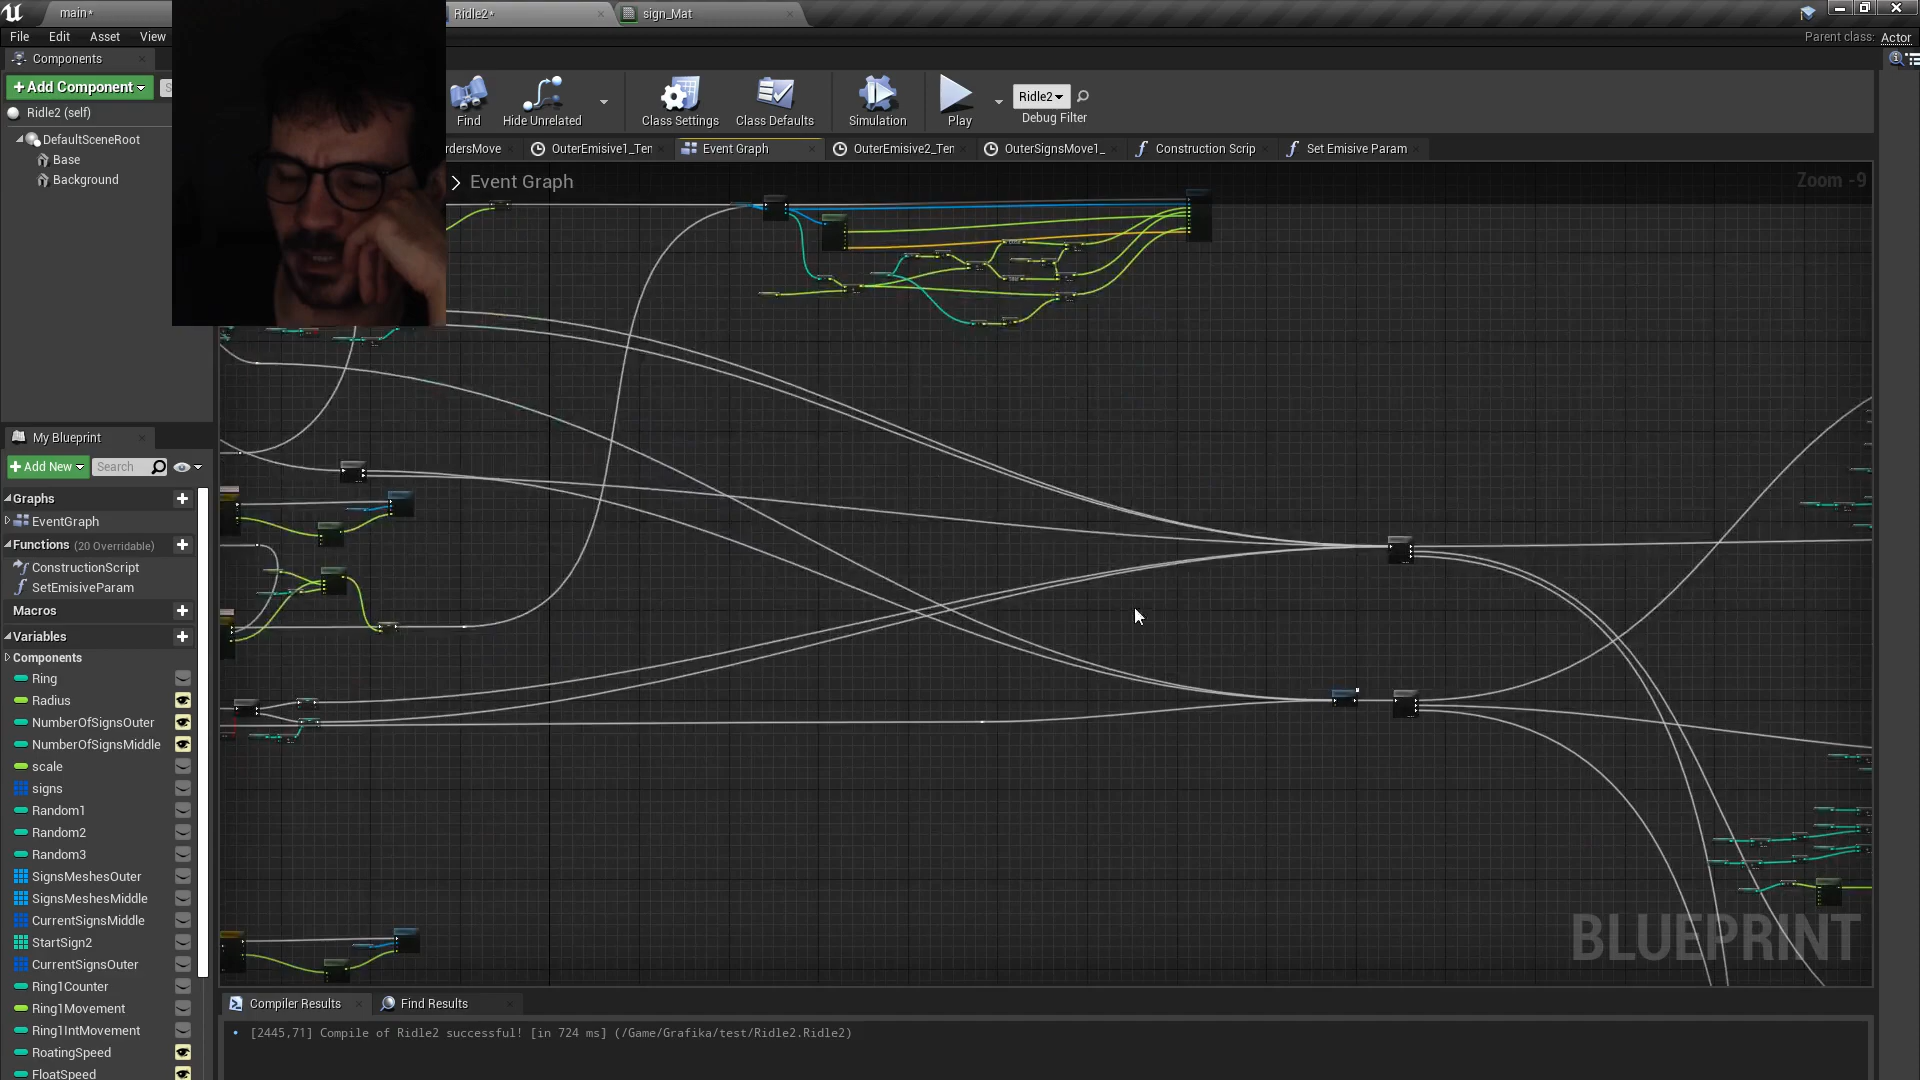 main*
Ridle2*
sign_Mat
File
Edit
Asset
View
Parent class: Actor
Components
+ Add Component
Ridle2 (self)
DefaultSceneRoot
Base
Background
Find
Hide Unrelated
Class Settings
Class Defaults
Simulation
Play
Ridle2
Debug Filter
rdersMove
OuterEmisive1_Ten
Event Graph
OuterEmisive2_Ten
OuterSignsMove1_
Construction Scrip
Set Emisive Param
Event Graph
Zoom -9
My Blueprint
+ Add New
Search
Graphs
EventGraph
Functions (20 Overridable)
ConstructionScript
SetEmisiveParam
Macros
Variables
Components
Ring
Radius
NumberOfSignsOuter
NumberOfSignsMiddle
scale
signs
Random1
Random2
Random3
SignsMeshesOuter
SignsMeshesMiddle
CurrentSignsMiddle
StartSign2
CurrentSignsOuter
Ring1Counter
Ring1Movement
Ring1IntMovement
RoatingSpeed
FloatSpeed
BLUEPRINT
Compiler Results
Find Results
[2445,71] Compile of Ridle2 successful! [in 724 ms] (/Game/Grafika/test/Ridle2.Ridle2)